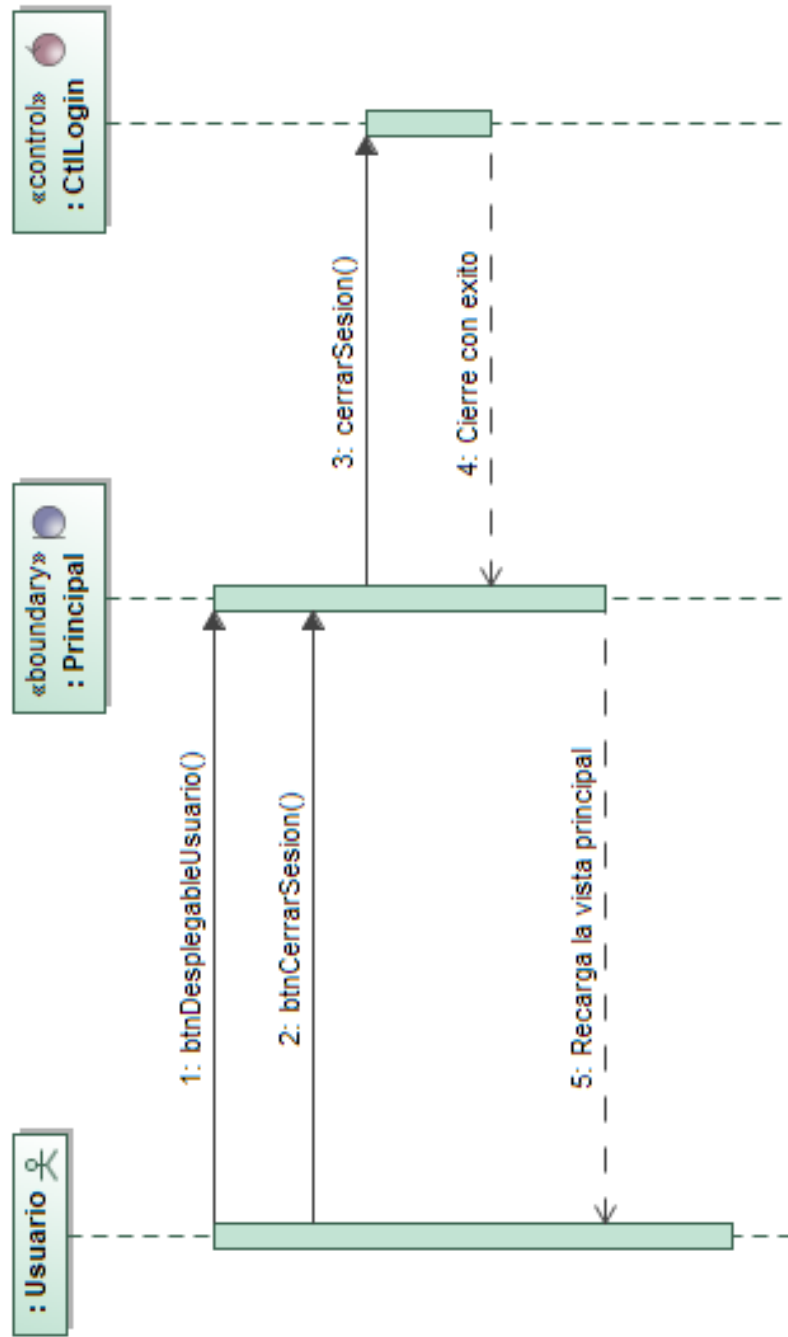 : Usuario
«boundary»
: Principal
«control»
: CtlLogin
1: btnDesplegableUsuario()
2: btnCerrarSesion()
3: cerrarSesion()
4: Cierre con exito
5: Recarga la vista principal